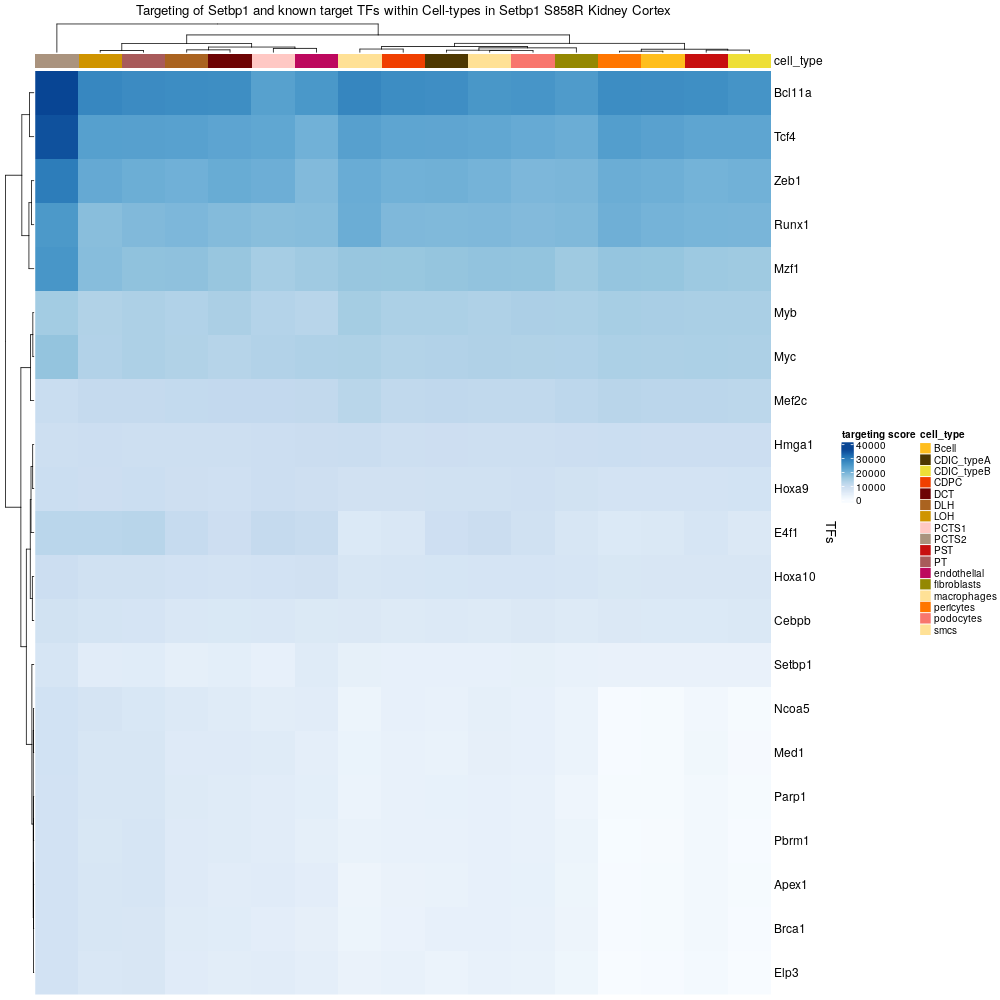 Targeting of Setbp1 and known target TFs within Cell-types in Setbp1 S858R Kidney Cortex
cell_type
Bcl11a
Tcf4
Zeb1
Runx1
Mzf1
Myb
Myc
Mef2c
Hmga1
Hoxa9
E4f1
Hoxa10
Cebpb
Setbp1
Ncoa5
Med1
Parp1
Pbrm1
Apex1
Brca1
Elp3
TFs
targeting score
40000
30000
20000
10000
0
cell_type
Bcell
CDIC_typeA
CDIC_typeB
CDPC
DCT
DLH
LOH
PCTS1
PCTS2
PST
PT
endothelial
fibroblasts
macrophages
pericytes
podocytes
smcs